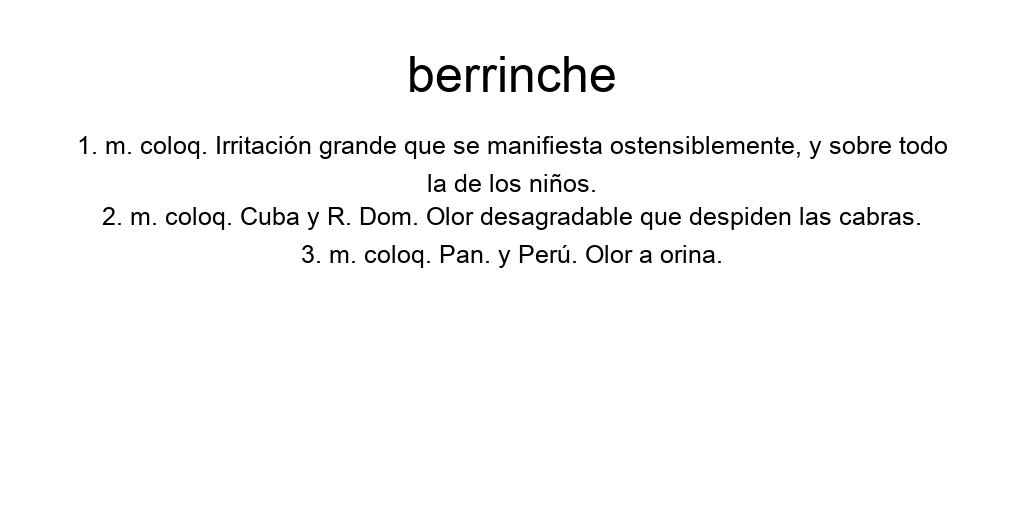 berrinche
1. m. coloq. Irritación grande que se manifiesta ostensiblemente, y sobre todo
la de los niños.
2. m. coloq. Cuba y R. Dom. Olor desagradable que despiden las cabras.
3. m. coloq. Pan. y Perú. Olor a orina.